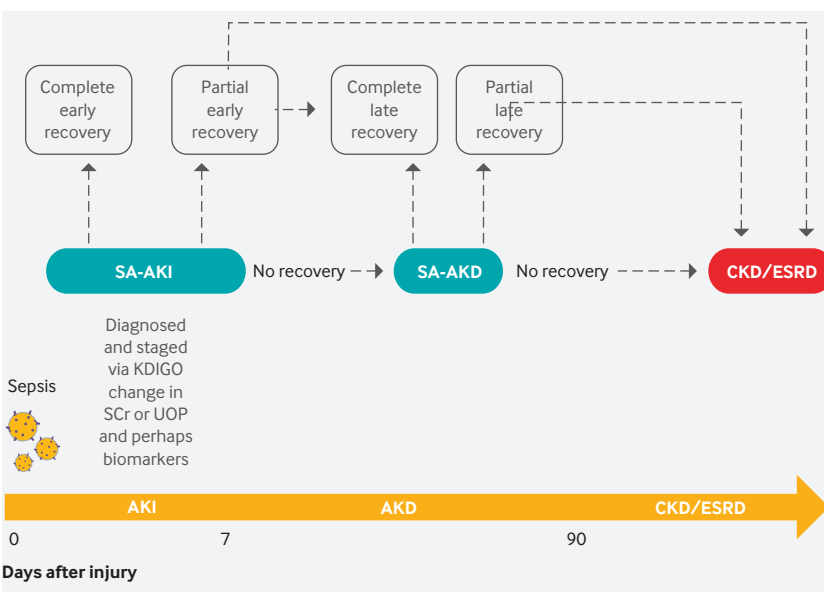 Complete
early
recovery
Partial
early
recovery
Complete
late
recovery
Partial
late
recovery
SA-AKI
No recovery
SA-AKD
No recovery
CKD/ESRD
Diagnosed
and staged
via KDIGO
change in
SCr or UOP
and perhaps
biomarkers
Sepsis
AKI
AKD
CKD/ESRD
0
7
90
Days after injury